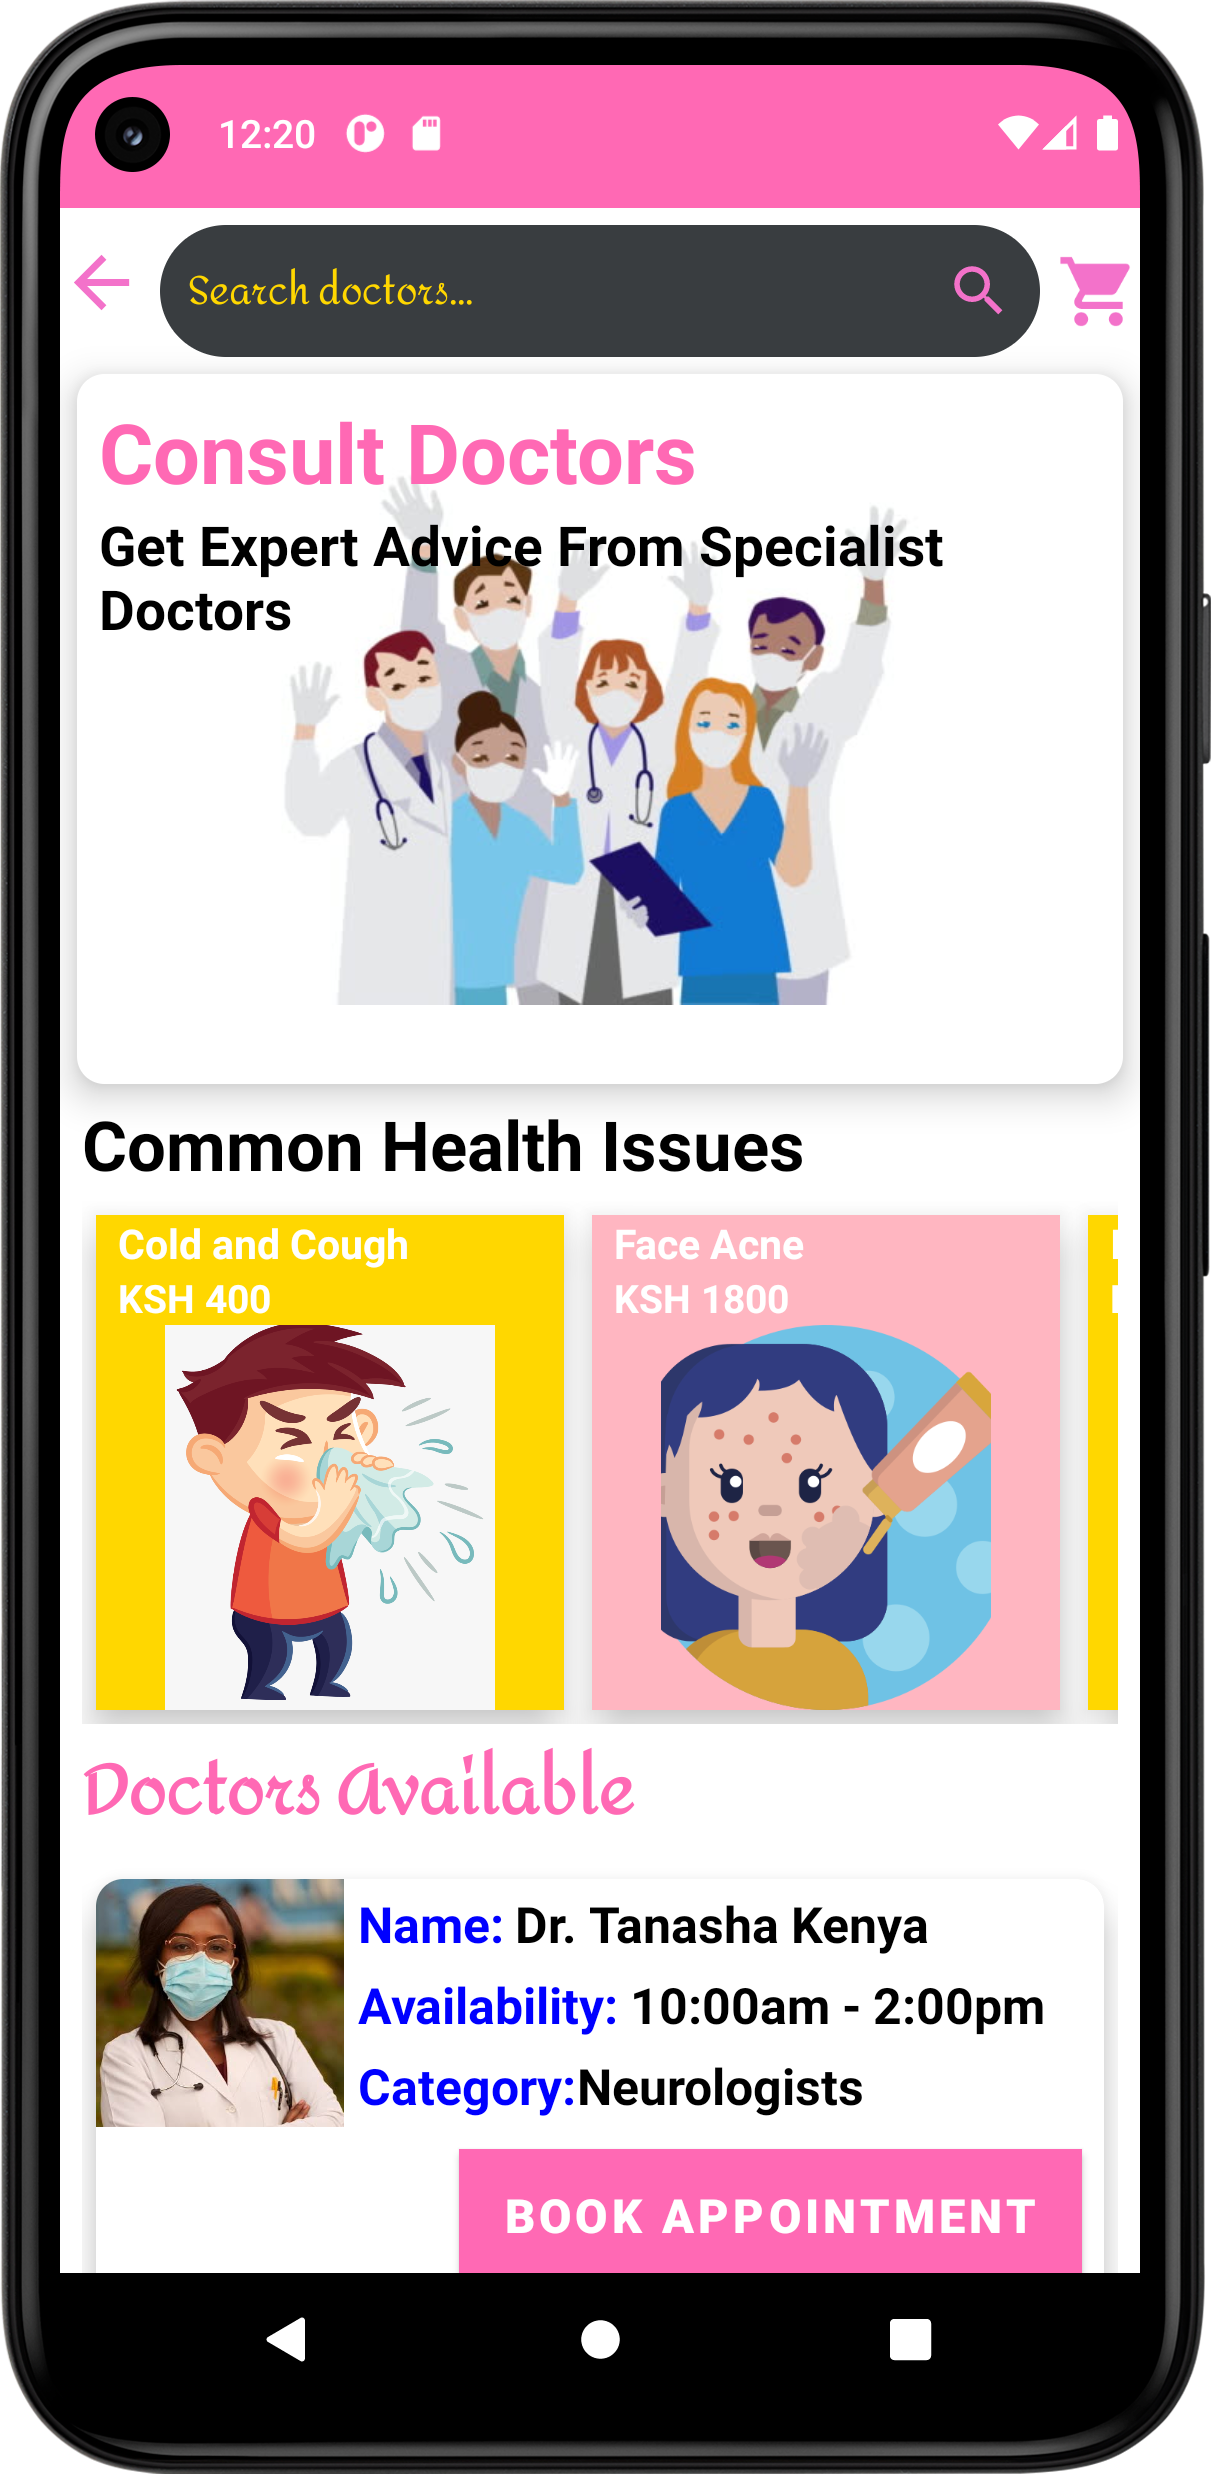 12:20
Search doctors...
Consult Doctors
Get Expert Advice From Specialist
Doctors
Common Health Issues
Cold and Cough
KSH 400
Face Acne
KSH 1800
Doctors Available
Name: Dr. Tanasha Kenya
Availability: 10:00am - 2:00pm
Category:Neurologists
BOOK APPOINTMENT